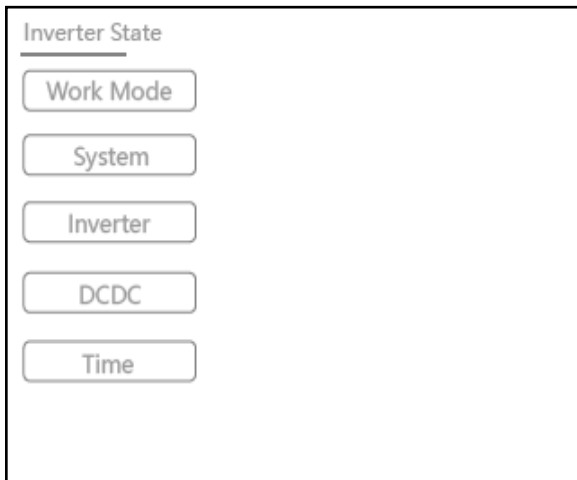 Inverter State
Work Mode
System
Inverter
DCDC
Time